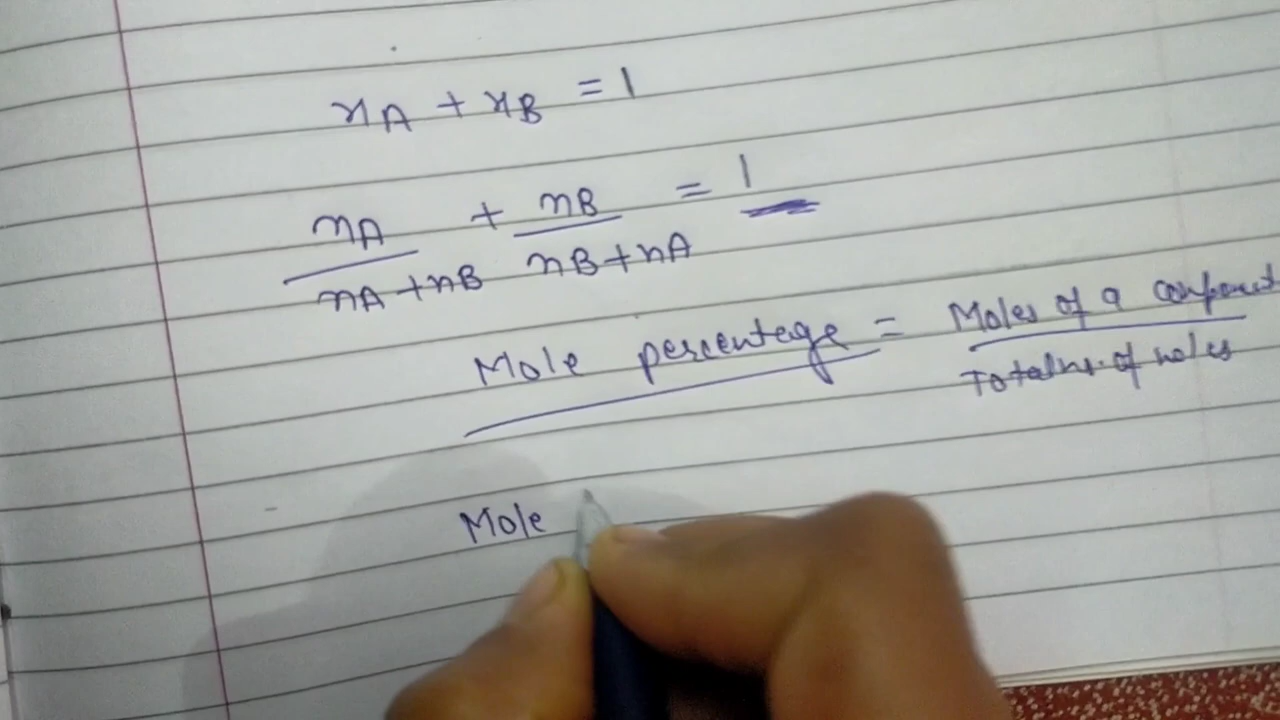 xA + xB = 1
nA + nB = 1
nA + nB nB + nA
Mole percentage = Moles of a component
Total no. of moles
Mole